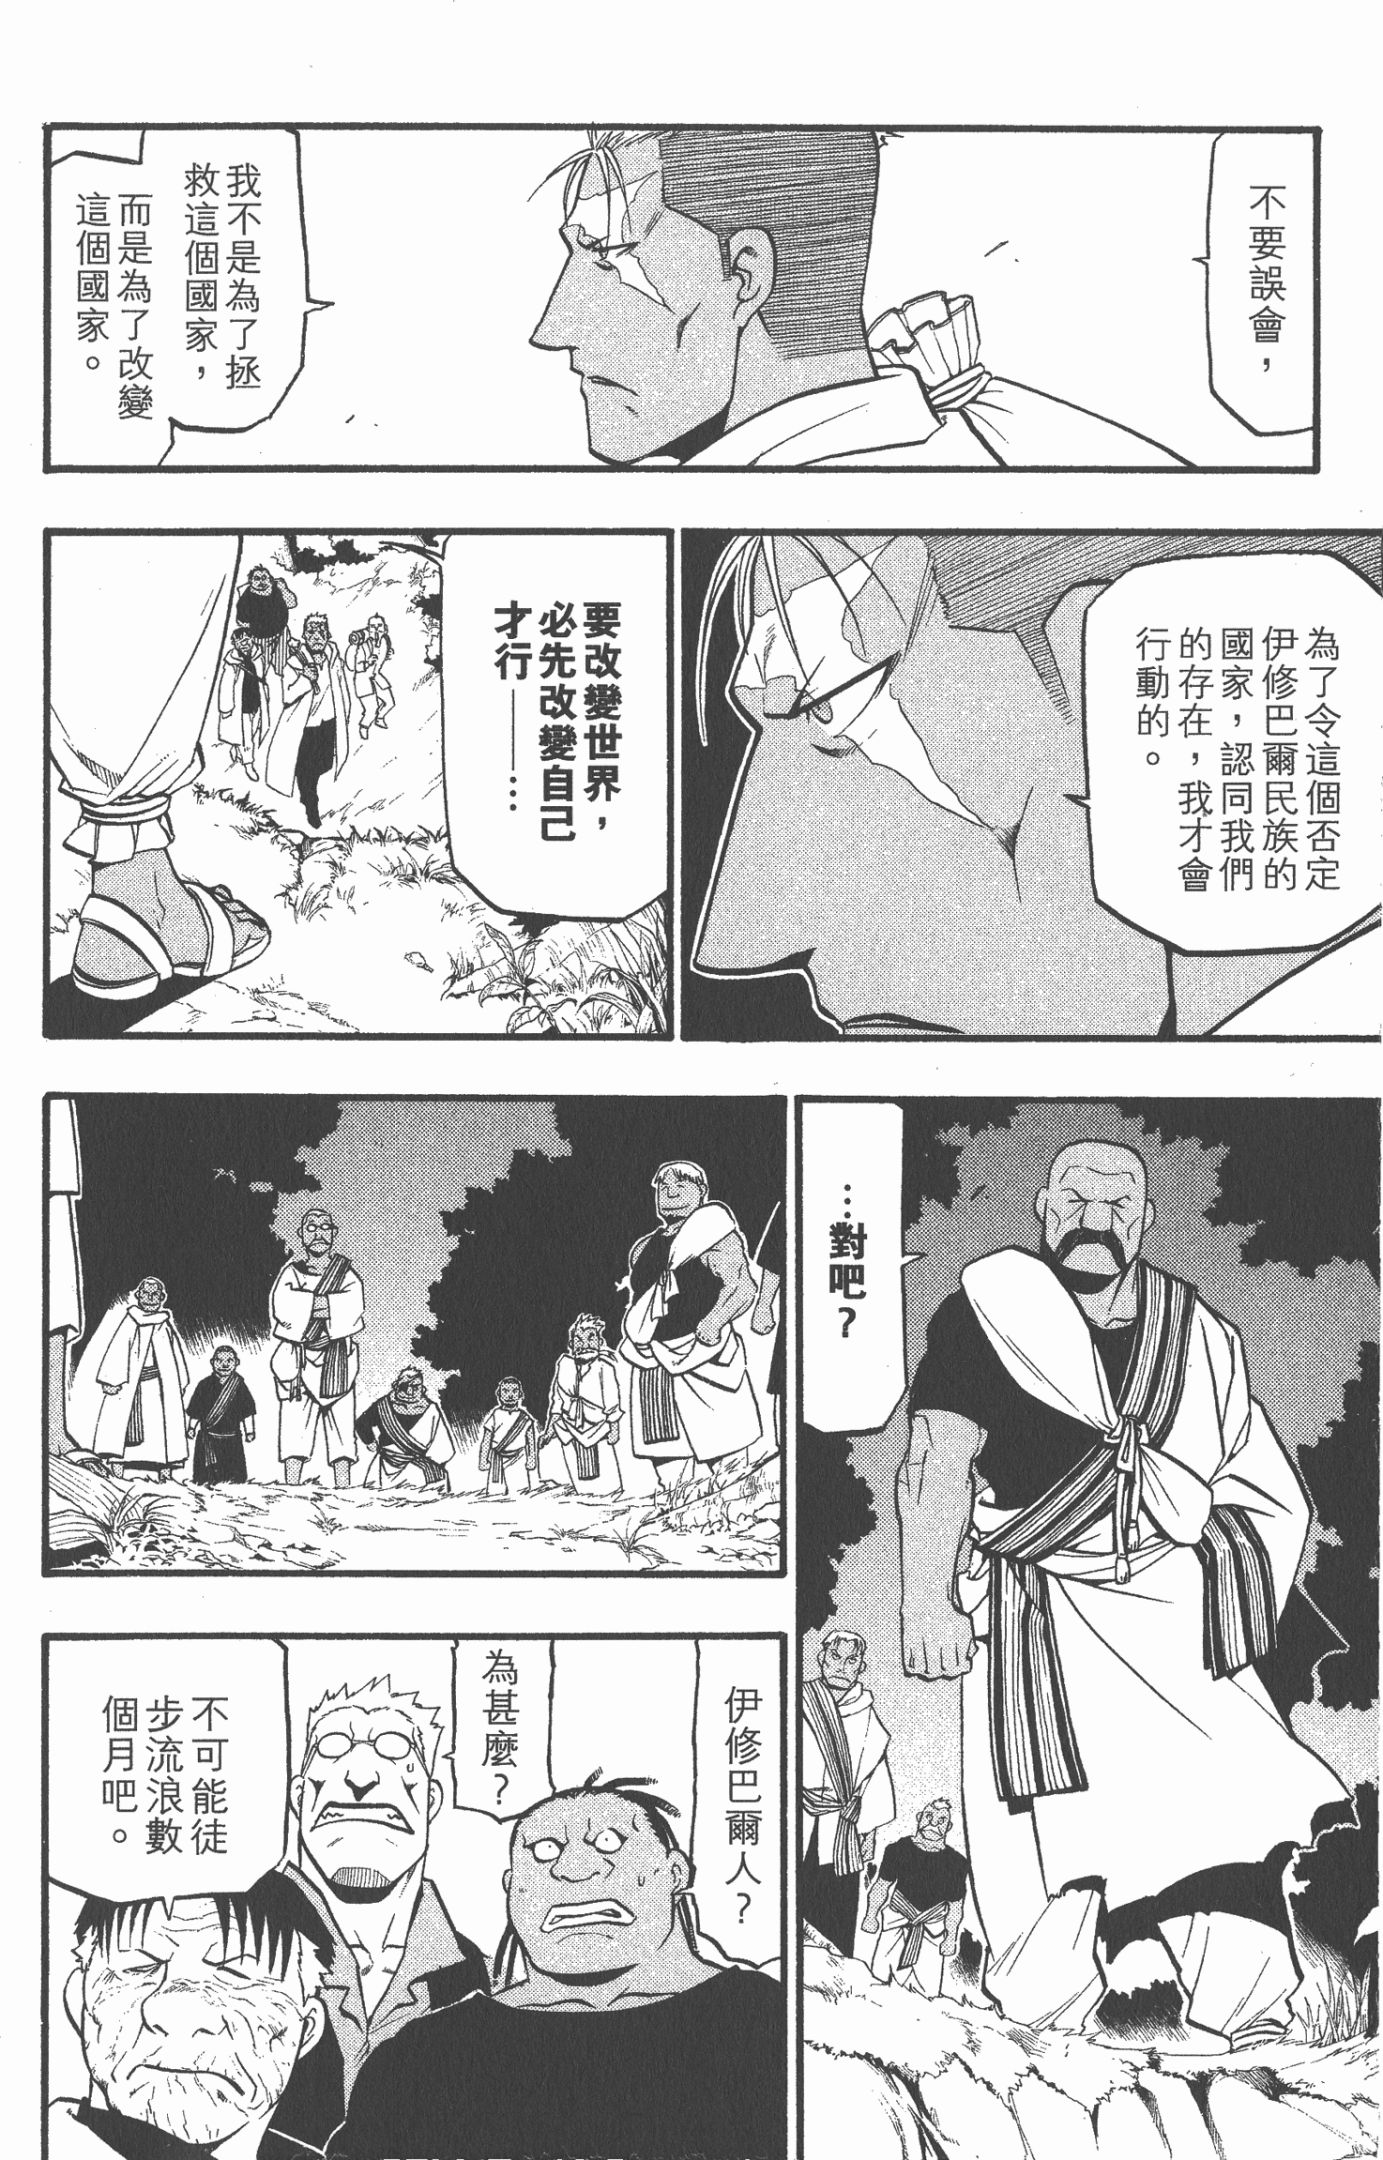 不要誤會，
我不是為了拯
救這個國家，
而是為了改變
這個國家。
為了令這個否定
伊修巴爾民族的
國家，認同我們
的存在，我才會
行動的。
要改變世界，
必先改變自己
才行——…
…對吧？
伊修巴爾人？
為甚麼？
不可能徒
步流浪數
個月吧。